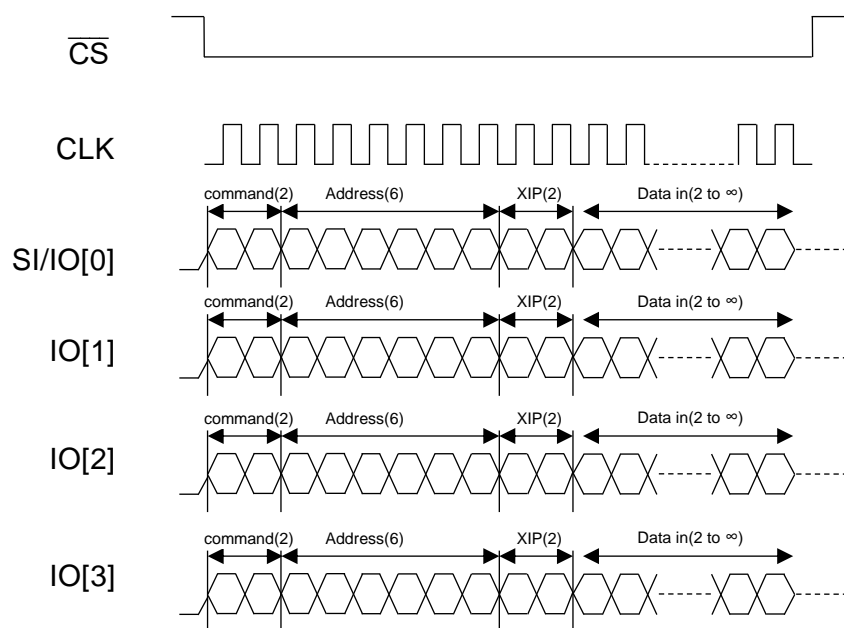 CS
CLK
command(2) Address(6) XIP(2) Data in(2 to ∞)
SI/IO[0]
command(2) Address(6) XIP(2) Data in(2 to ∞)
IO[1]
command(2) Address(6) XIP(2) Data in(2 to ∞)
IO[2]
command(2) Address(6) XIP(2) Data in(2 to ∞)
IO[3]